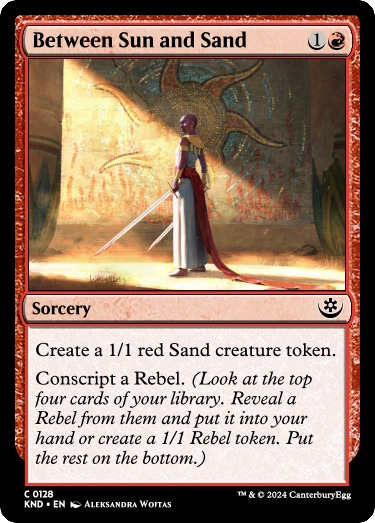 Between Sun and Sand 1
Sorcery
Create a 1/1 red Sand creature token.
Conscript a Rebel. (Look at the top
four cards of your library. Reveal a
Rebel from them and put it into your
hand or create a 1/1 Rebel token. Put
the rest on the bottom.)
C 0128
KND • EN Aleksandra Wojtas
™ & © 2024 CanterburyEgg